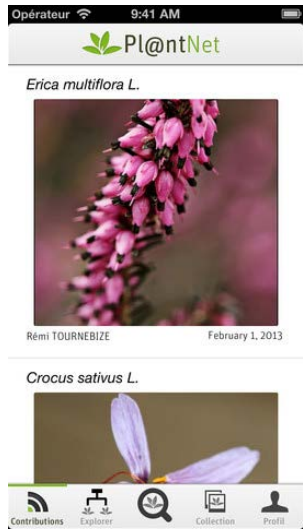 Opérateur 9:41 AM
Pl@ntNet
Erica multiflora L.
Rémi TOURNEBIZE February 1, 2013
Crocus sativus L.
Contributions Explorer Collection Profil